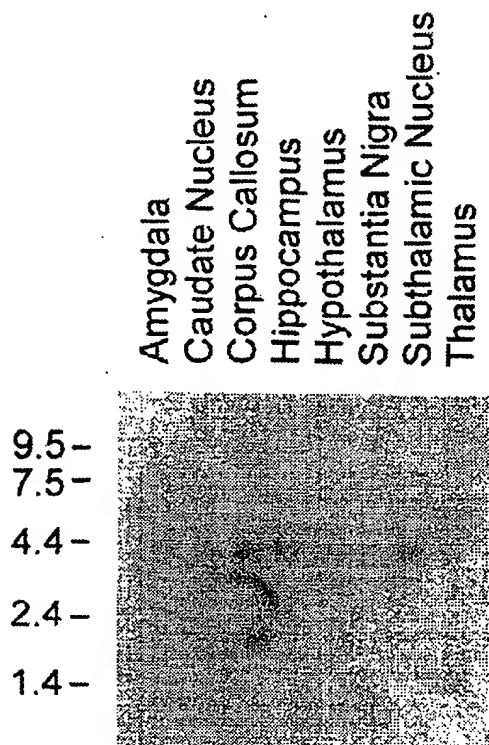 Amygdala
Caudate Nucleus
Corpus Callosum
Hippocampus
Hypothalamus
Substantia Nigra
Subthalamic Nucleus
Thalamus
9.5 –
7.5 –
4.4 –
2.4 –
1.4 –